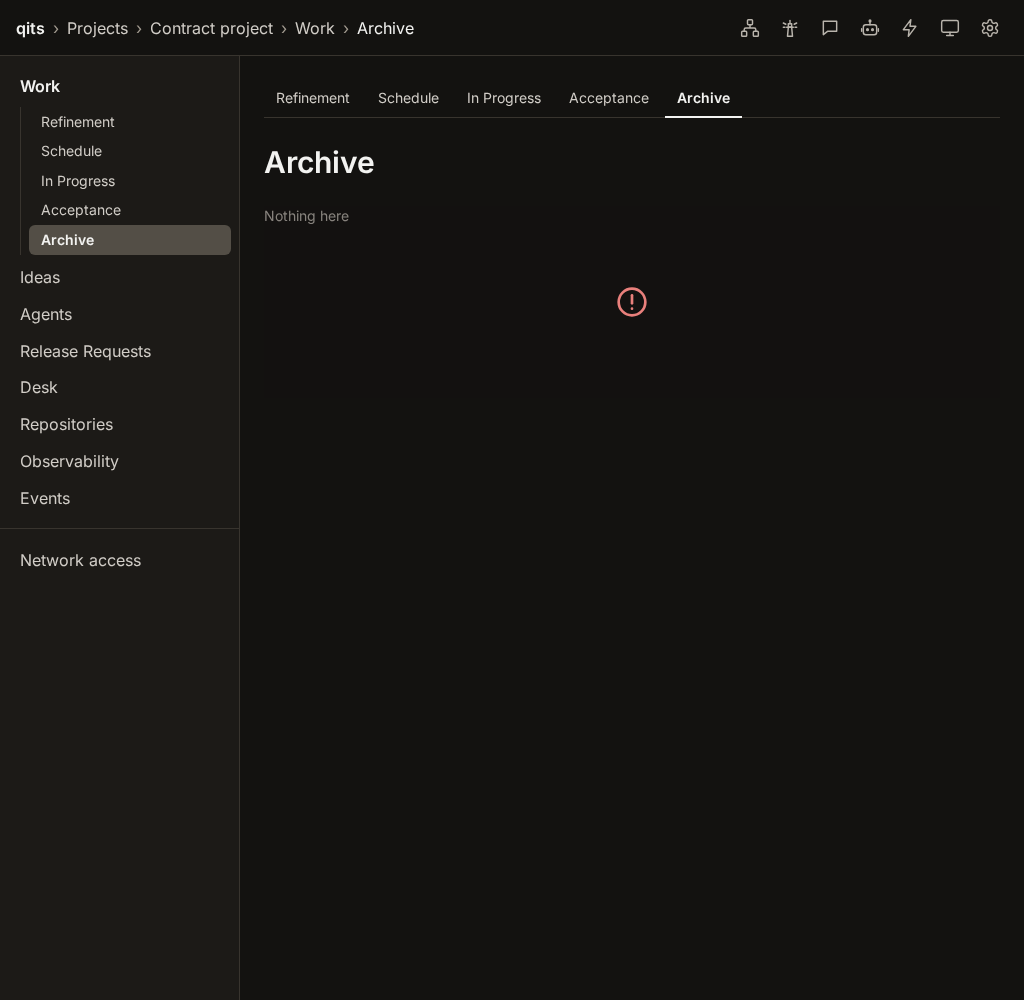 qits › Projects › Contract project › Work › Archive
Work
Refinement
Schedule
In Progress
Acceptance
Archive
Ideas
Agents
Release Requests
Desk
Repositories
Observability
Events
Network access
Refinement Schedule In Progress Acceptance Archive
Archive
Nothing here